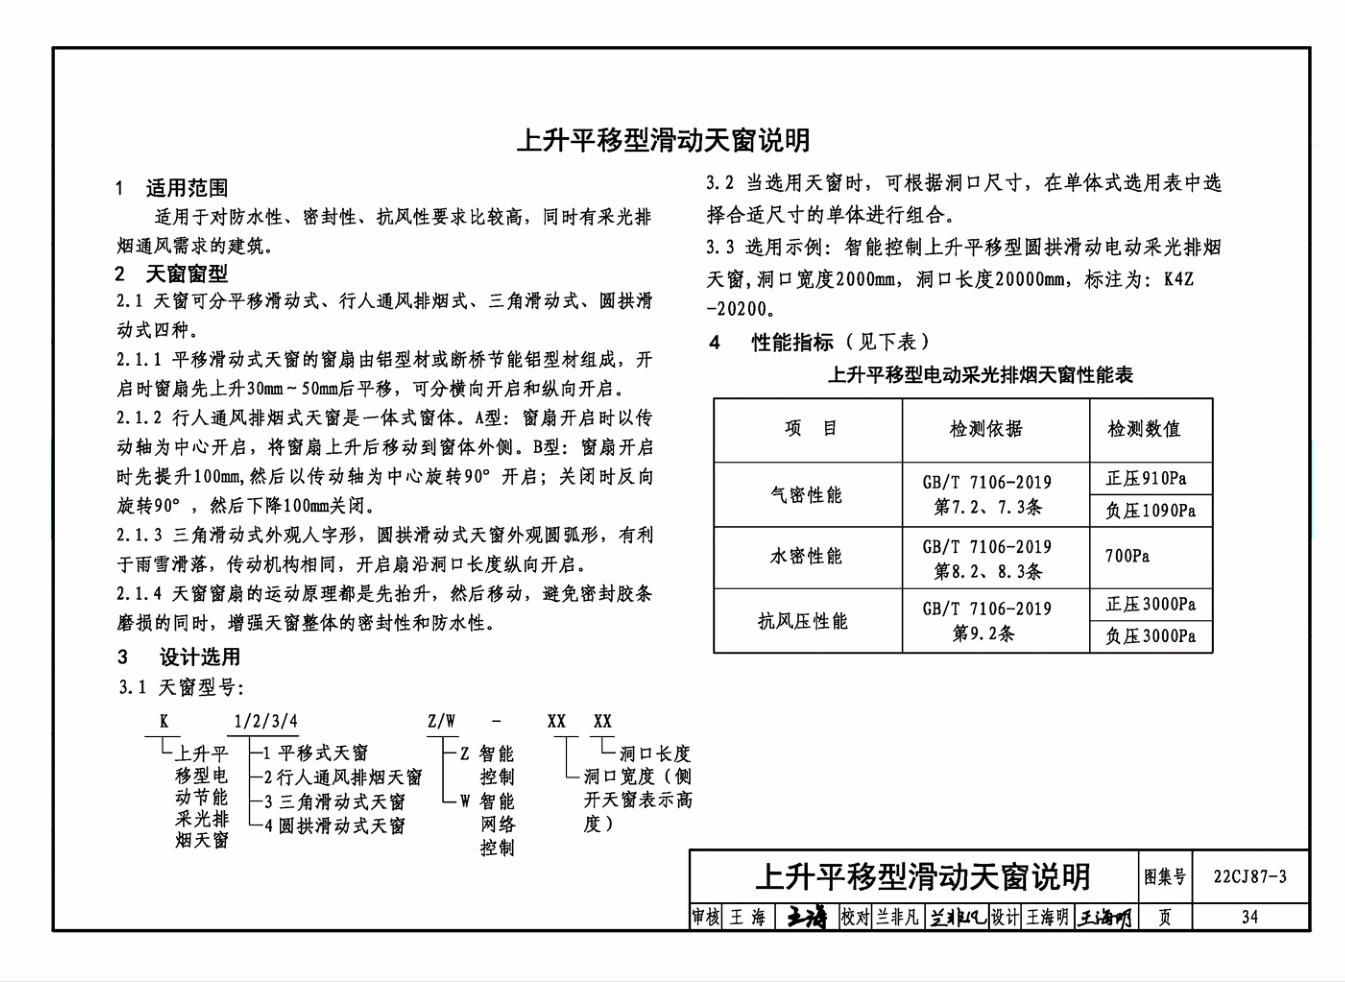 上升平移型滑动天窗说明
1 适用范围
适用于对防水性、密封性、抗风性要求比较高，同时有采光排
烟通风需求的建筑。
2 天窗窗型
2.1 天窗可分平移滑动式、行人通风排烟式、三角滑动式、圆拱滑
动式四种。
2.1.1 平移滑动式天窗的窗扇由铝型材或断桥节能铝型材组成，开
启时窗扇先上升30mm～50mm后平移，可分横向开启和纵向开启。
2.1.2 行人通风排烟式天窗是一体式窗体。A型：窗扇开启时以传
动轴为中心开启，将窗扇上升后移动到窗体外侧。B型：窗扇开启
时先提升100mm,然后以传动轴为中心旋转90° 开启；关闭时反向
旋转90° ，然后下降100mm关闭。
2.1.3 三角滑动式外观人字形，圆拱滑动式天窗外观圆弧形，有利
于雨雪滑落，传动机构相同，开启扇沿洞口长度纵向开启。
2.1.4 天窗窗扇的运动原理都是先抬升，然后移动，避免密封胶条
磨损的同时，增强天窗整体的密封性和防水性。
3 设计选用
3.1 天窗型号：
K 1/2/3/4 Z/W - XX XX
上升平
移型电
动节能
采光排
烟天窗
1 平移式天窗
2 行人通风排烟天窗
3 三角滑动式天窗
4 圆拱滑动式天窗
Z 智能
控制
W 智能
网络
控制
洞口长度
洞口宽度（侧
开天窗表示高
度）
3.2 当选用天窗时，可根据洞口尺寸，在单体式选用表中选
择合适尺寸的单体进行组合。
3.3 选用示例：智能控制上升平移型圆拱滑动电动采光排烟
天窗,洞口宽度2000mm，洞口长度20000mm，标注为：K4Z
-20200。
4 性能指标（见下表）
上升平移型电动采光排烟天窗性能表
项 目 检测依据 检测数值
气密性能 GB/T 7106-2019 第7.2、7.3条 正压910Pa
负压1090Pa
水密性能 GB/T 7106-2019 第8.2、8.3条 700Pa
抗风压性能 GB/T 7106-2019 第9.2条 正压3000Pa
负压3000Pa
上升平移型滑动天窗说明 图集号 22CJ87-3
审核 王 海 王海 校对 兰非凡 兰非凡 设计 王海明 王海明 页 34